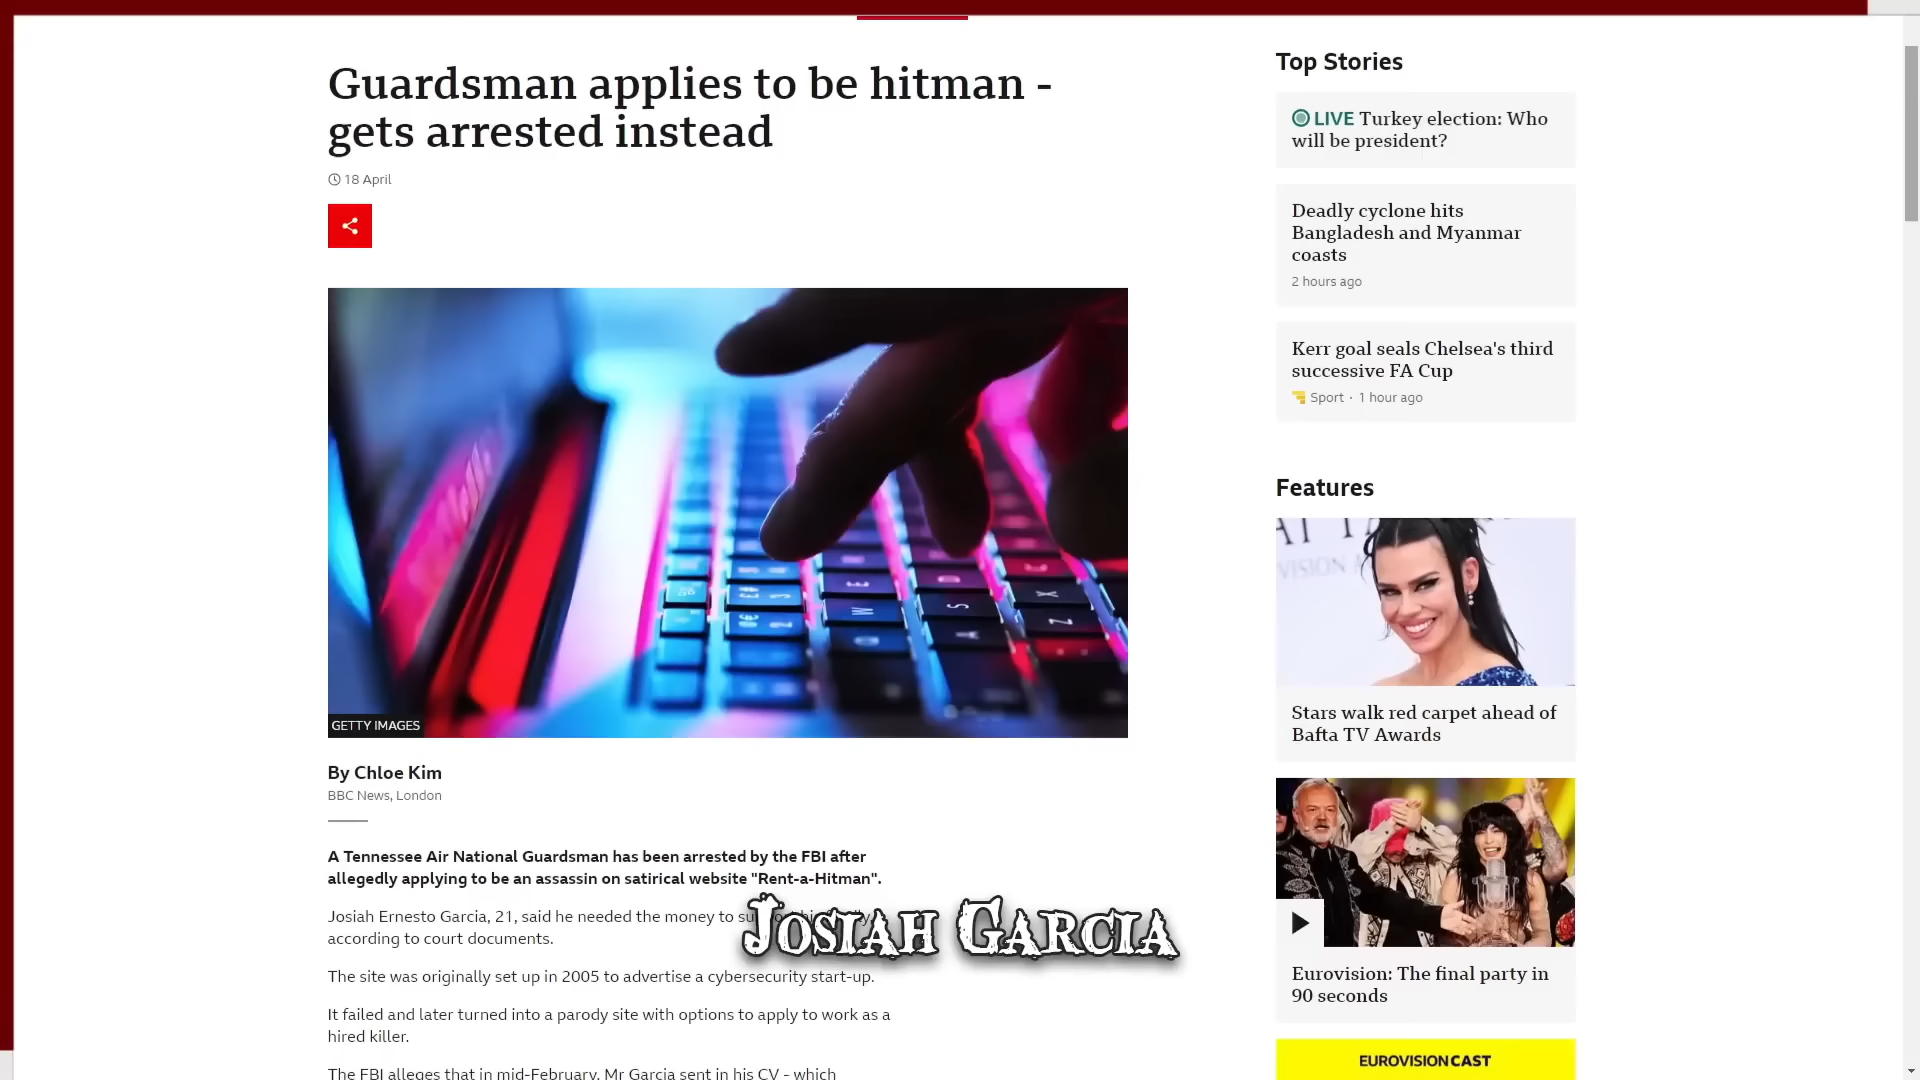 Guardsman applies to be hitman -
gets arrested instead
18 April
GETTY IMAGES
By Chloe Kim
BBC News, London
A Tennessee Air National Guardsman has been arrested by the FBI after
allegedly applying to be an assassin on satirical website "Rent-a-Hitman".
Josiah Ernesto Garcia, 21, said he needed the money to
according to court documents.
Josiah Garcia
The site was originally set up in 2005 to advertise a cybersecurity start-up.
It failed and later turned into a parody site with options to apply to work as a
hired killer.
The FBI alleges that in mid-February, Mr Garcia sent in his CV - which
Top Stories
LIVE Turkey election: Who
will be president?
Deadly cyclone hits
Bangladesh and Myanmar
coasts
2 hours ago
Kerr goal seals Chelsea's third
successive FA Cup
Sport · 1 hour ago
Features
Stars walk red carpet ahead of
Bafta TV Awards
Eurovision: The final party in
90 seconds
EUROVISIONCAST